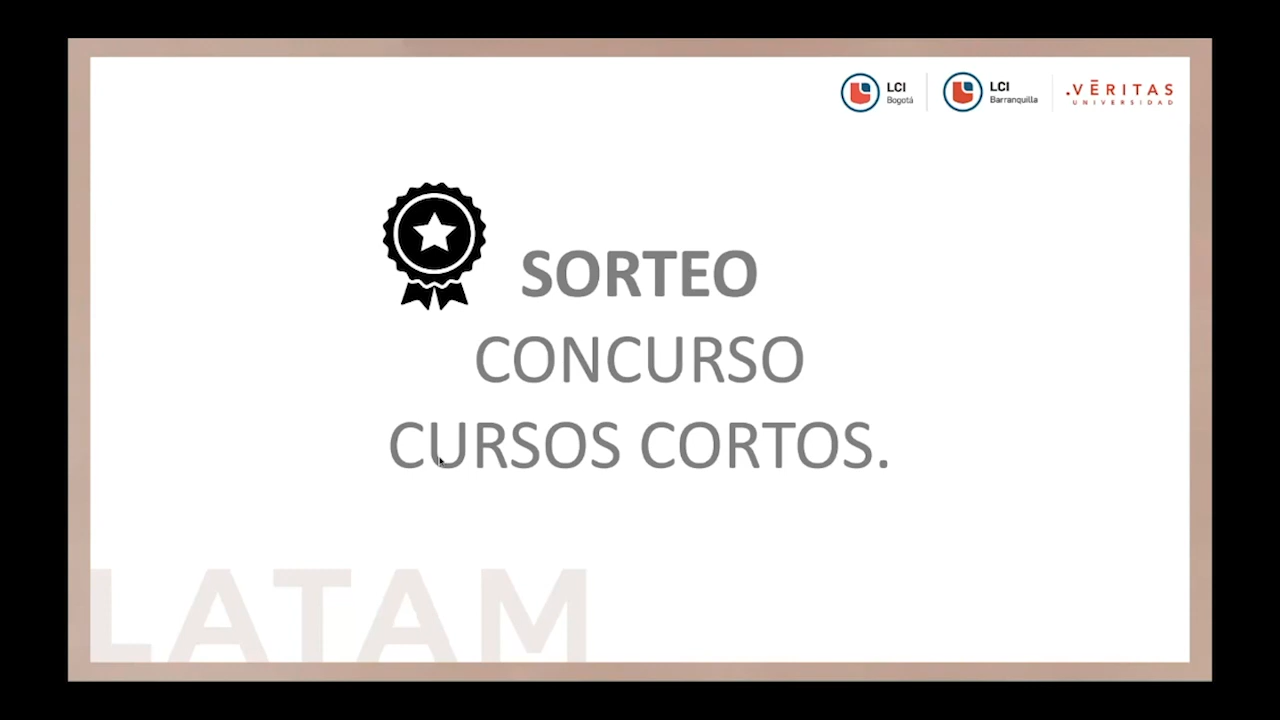 LCI
Bogotá
LCI
Barranquilla
.VĒRITAS
UNIVERSIDAD
SORTEO
CONCURSO
CURSOS CORTOS.
LATAM